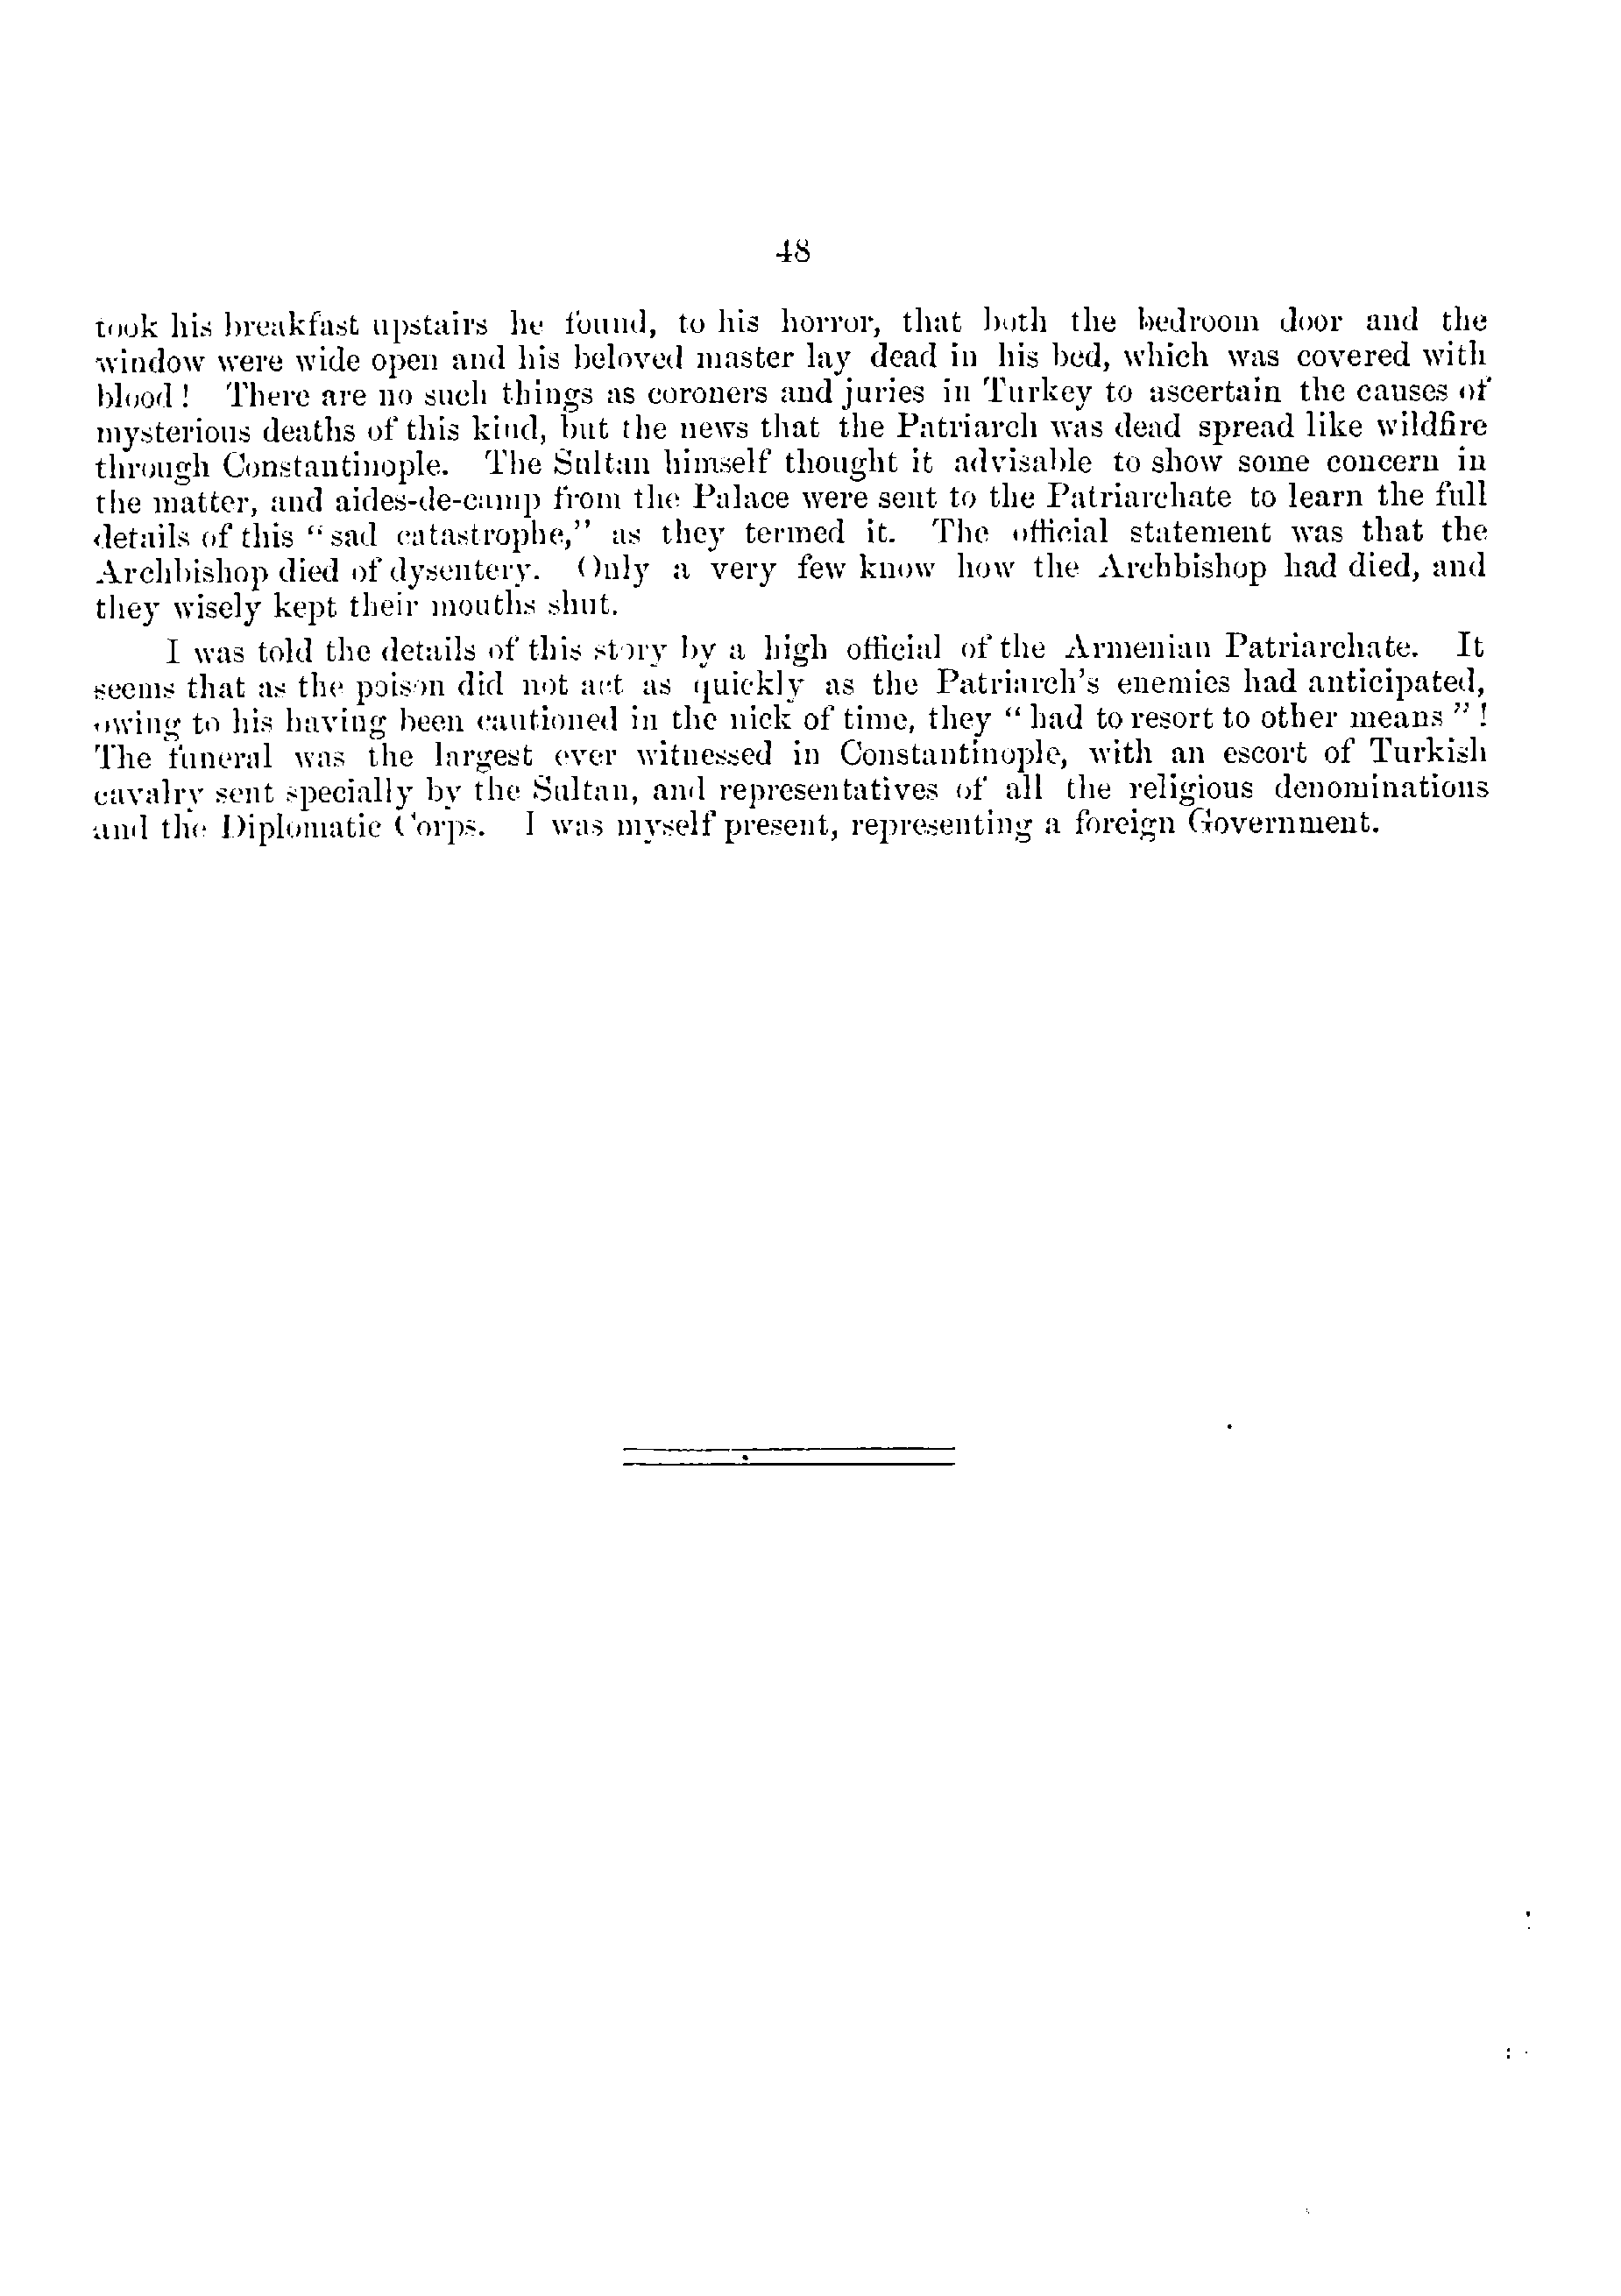 48
took his breakfast upstairs he found, to his horror, that both the bedroom door and the
window were wide open and his beloved master lay dead in his bed, which was covered with
blood! There are no such things as coroners and juries in Turkey to ascertain the causes of
mysterious deaths of this kind, but the news that the Patriarch was dead spread like wildfire
through Constantinople. The Sultan himself thought it advisable to show some concern in
the matter, and aides-de-camp from the Palace were sent to the Patriarchate to learn the full
details of this “sad catastrophe,” as they termed it. The official statement was that the
Archbishop died of dysentery. Only a very few know how the Archbishop had died, and
they wisely kept their mouths shut.
I was told the details of this story by a high official of the Armenian Patriarchate. It
seems that as the poison did not act as quickly as the Patriarch’s enemies had anticipated,
owing to his having been cautioned in the nick of time, they “had to resort to other means”!
The funeral was the largest ever witnessed in Constantinople, with an escort of Turkish
cavalry sent specially by the Sultan, and representatives of all the religious denominations
and the Diplomatic Corps. I was myself present, representing a foreign Government.